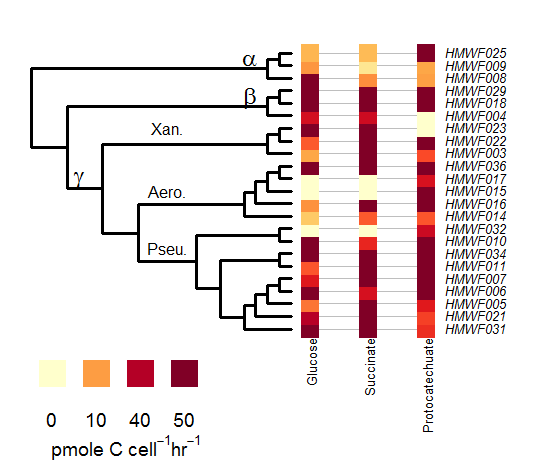 α
β
γ
Xan.
Aero.
Pseu.
HMWF025
HMWF009
HMWF008
HMWF029
HMWF018
HMWF004
HMWF023
HMWF022
HMWF003
HMWF036
HMWF017
HMWF015
HMWF016
HMWF014
HMWF032
HMWF010
HMWF034
HMWF011
HMWF007
HMWF006
HMWF005
HMWF021
HMWF031
Glucose
Succinate
Protocatechuate
0 10 40 50
pmole C cell⁻¹hr⁻¹